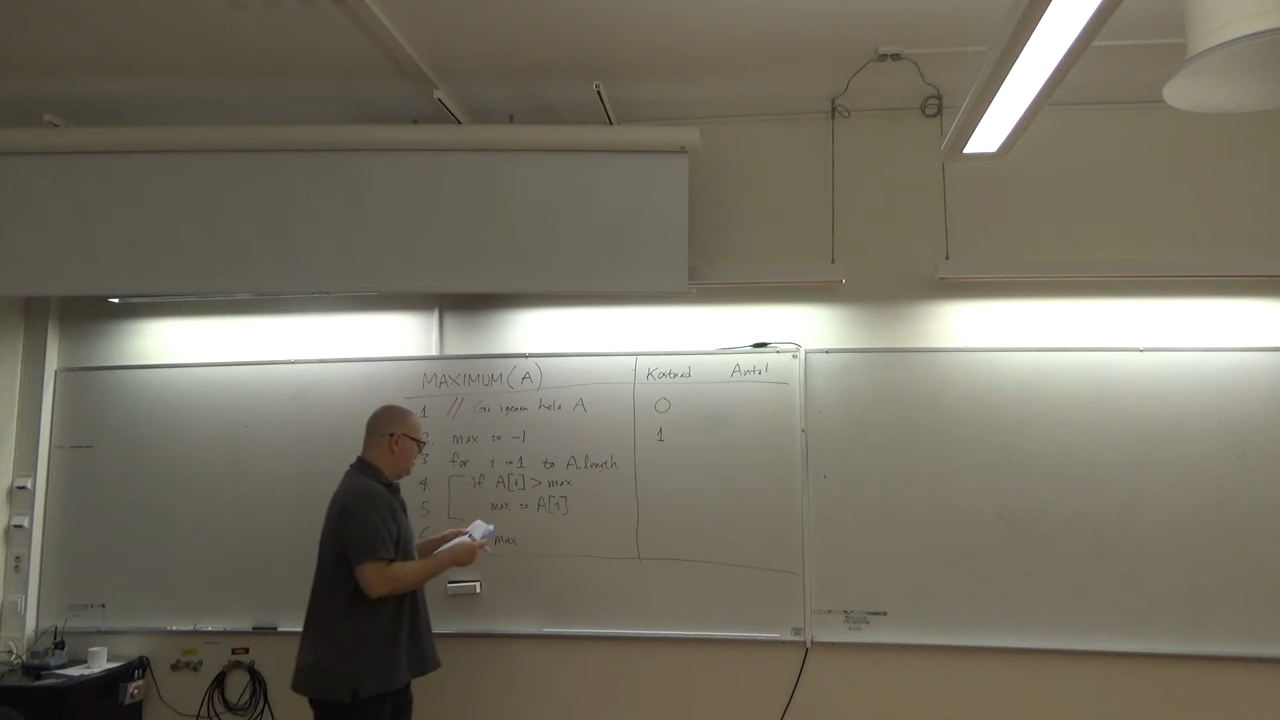 MAXIMUM(A) Kostnad Antal
1 // Gå igenom hela A 0
2. max := -1 1
3 for i := 1 to A.length
4. if A[i] > max
5. max := A[i]
max